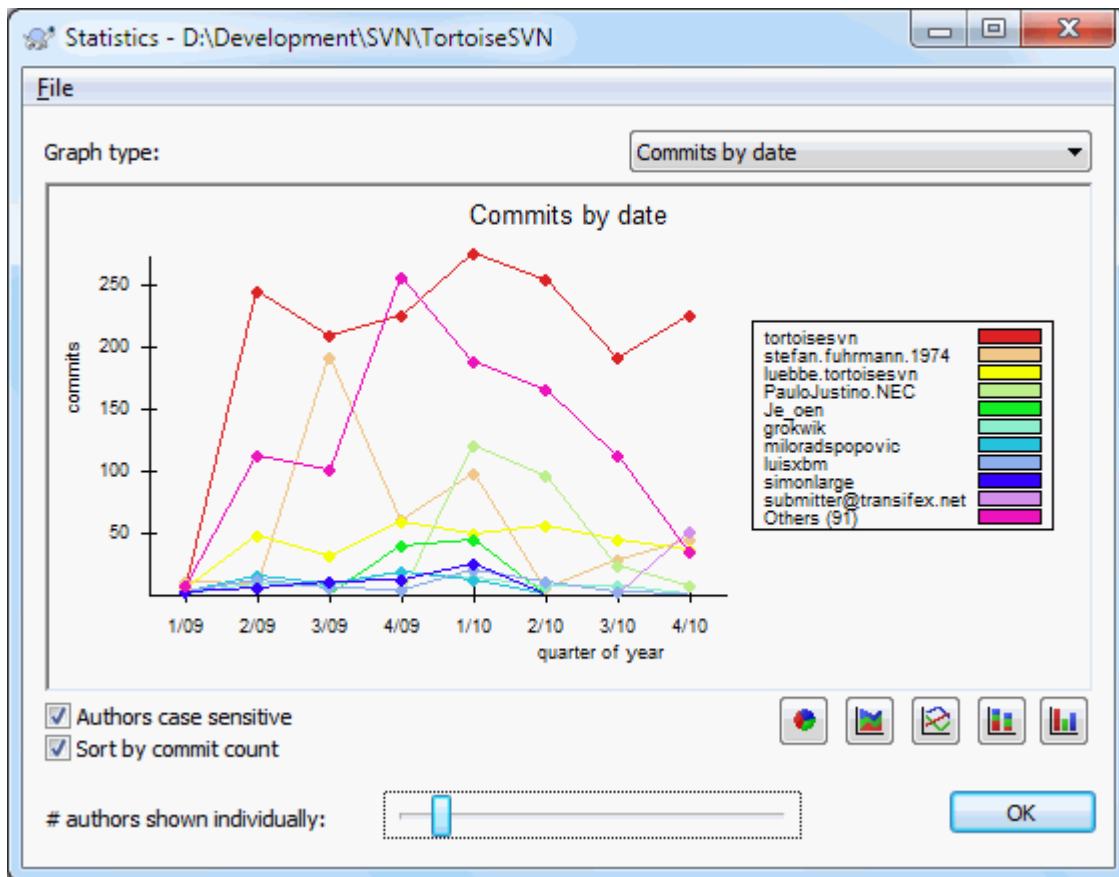 Statistics - D:\Development\SVN\TortoiseSVN
File
Graph type:
Commits by date
Commits by date
commits
250
200
150
100
50
1/09 2/09 3/09 4/09 1/10 2/10 3/10 4/10
quarter of year
tortoisesvn
stefan.fuhrmann.1974
luebbe.tortoisesvn
PauloJustino.NEC
Je_oen
grokwik
miloradspopovic
luisxbm
simonlarge
submitter@transifex.net
Others (91)
Authors case sensitive
Sort by commit count
# authors shown individually:
OK